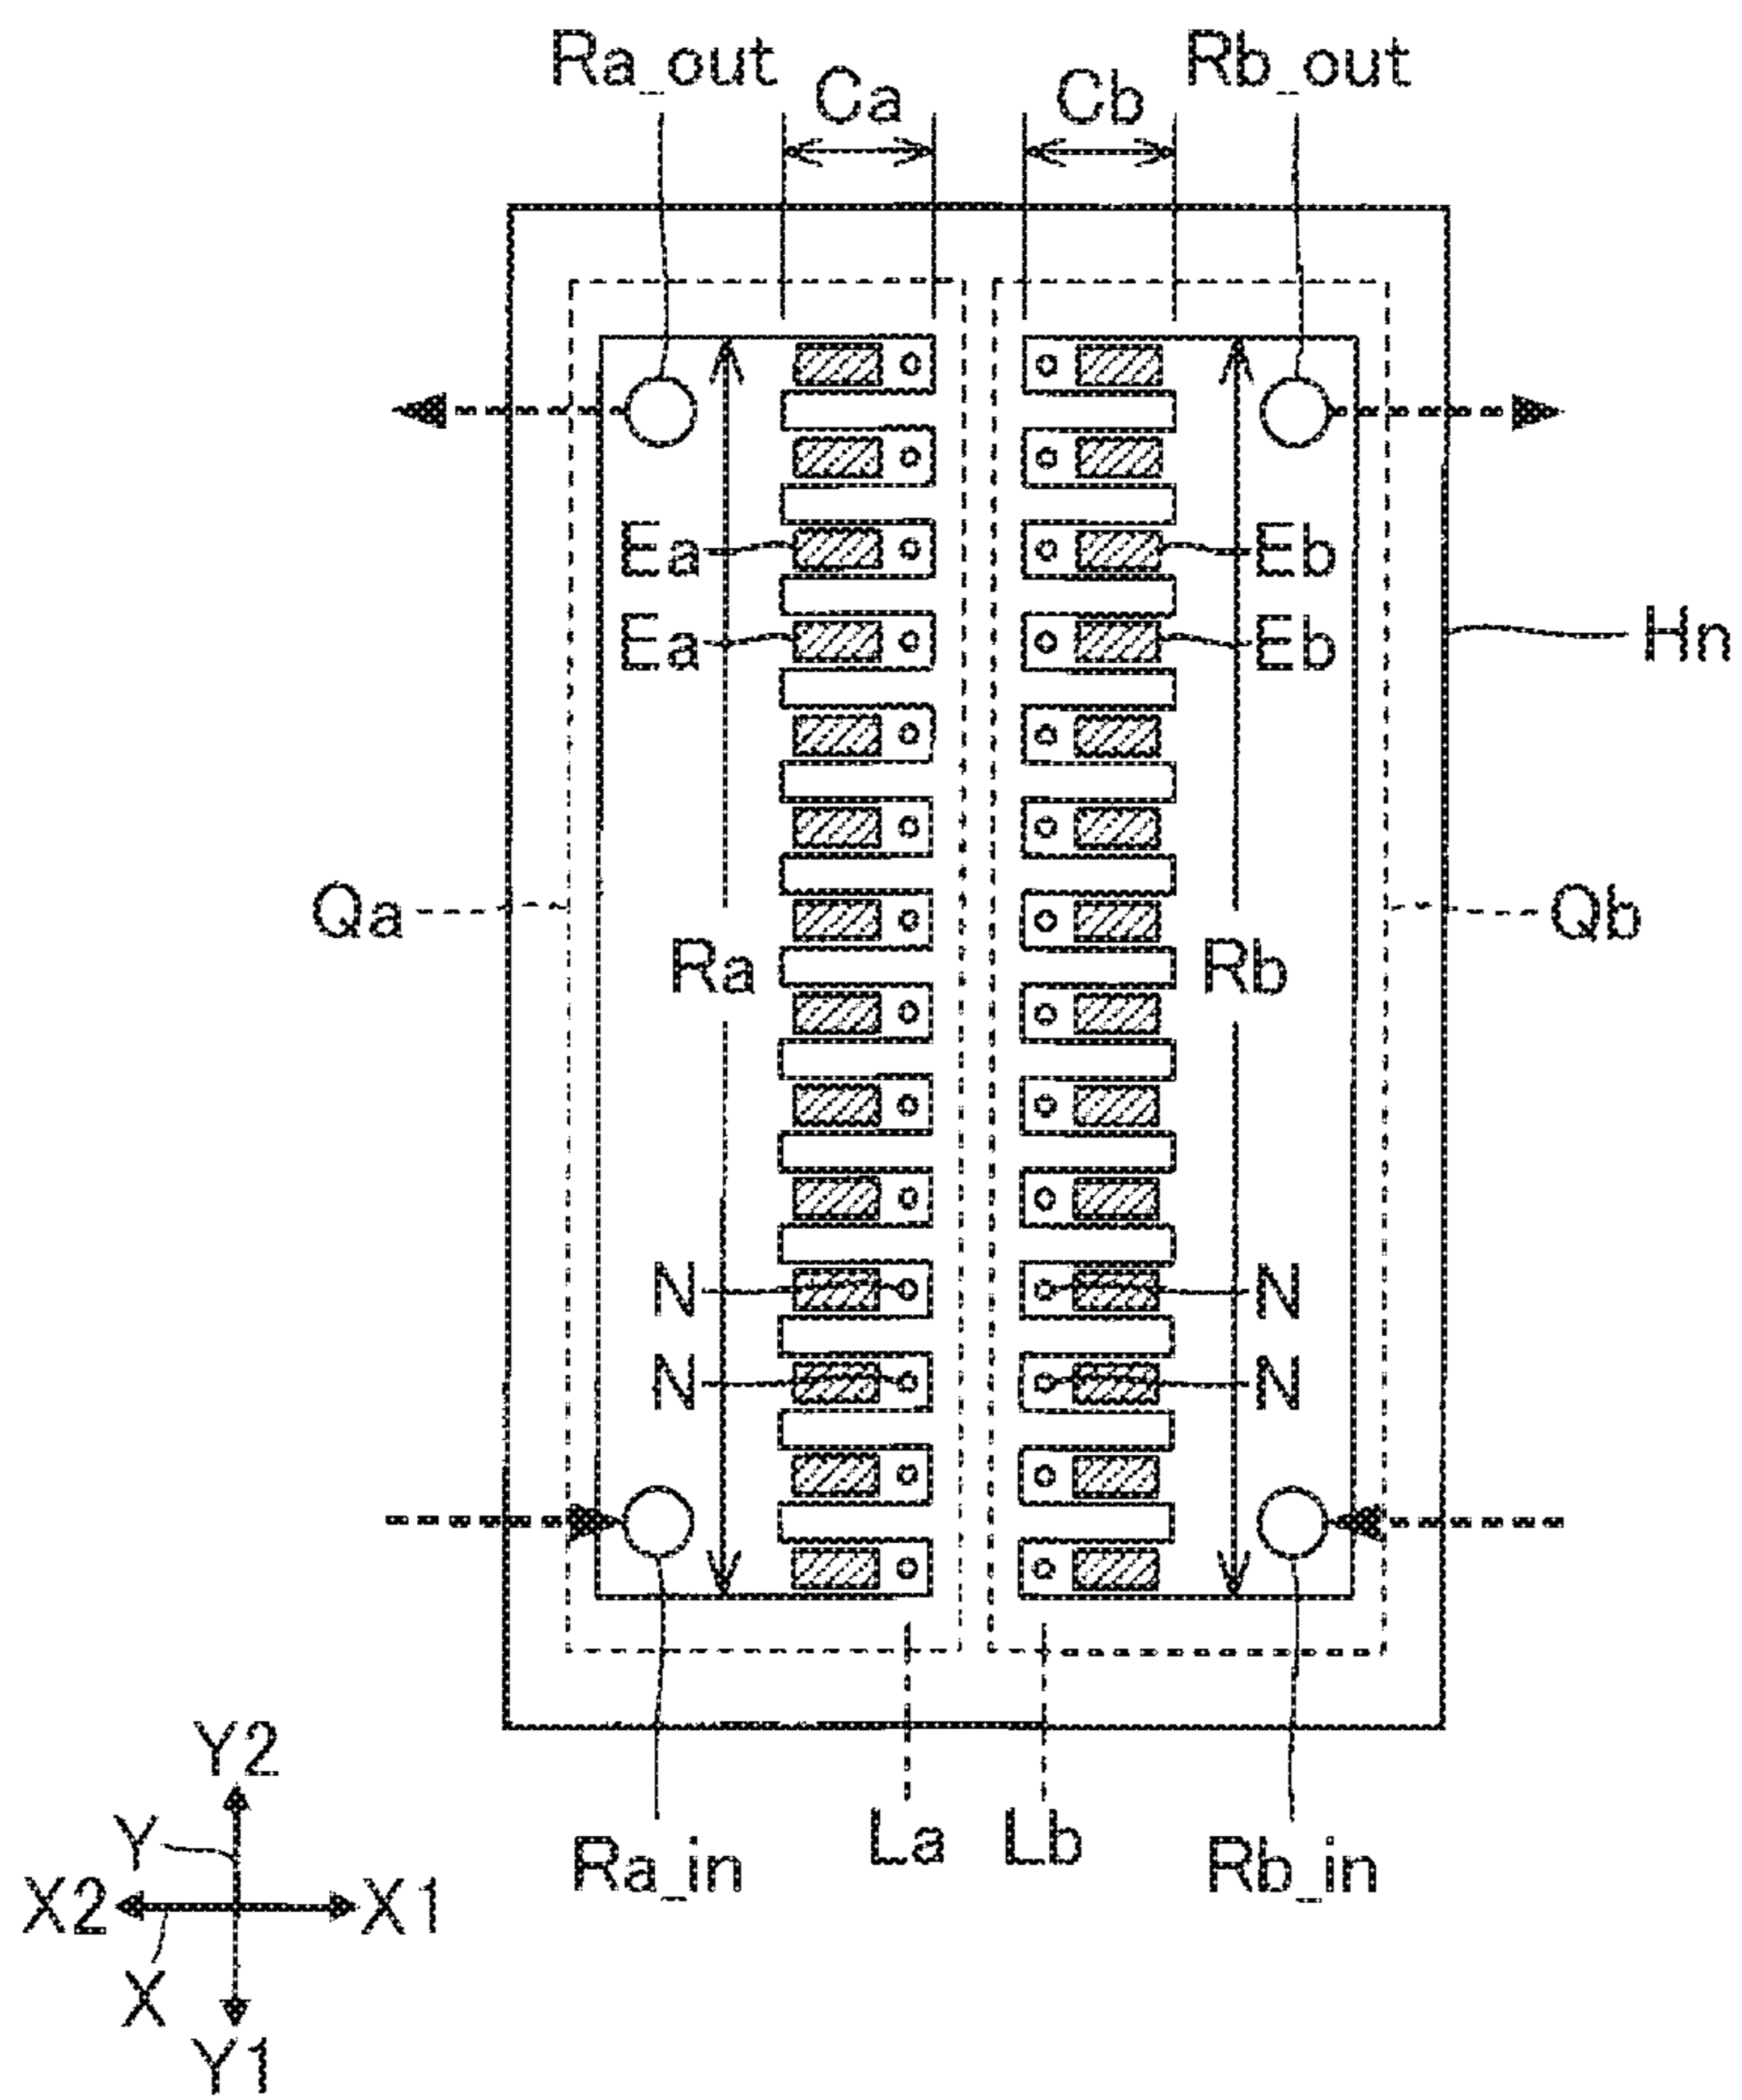 Ra_out Ca Cb Rb_out
Ea Eb
Ea Eb Hn
Qa Qb
Ra Rb
N N
N N
Ra_in La Lb Rb_in
Y2
Y
X2 X1
X
Y1